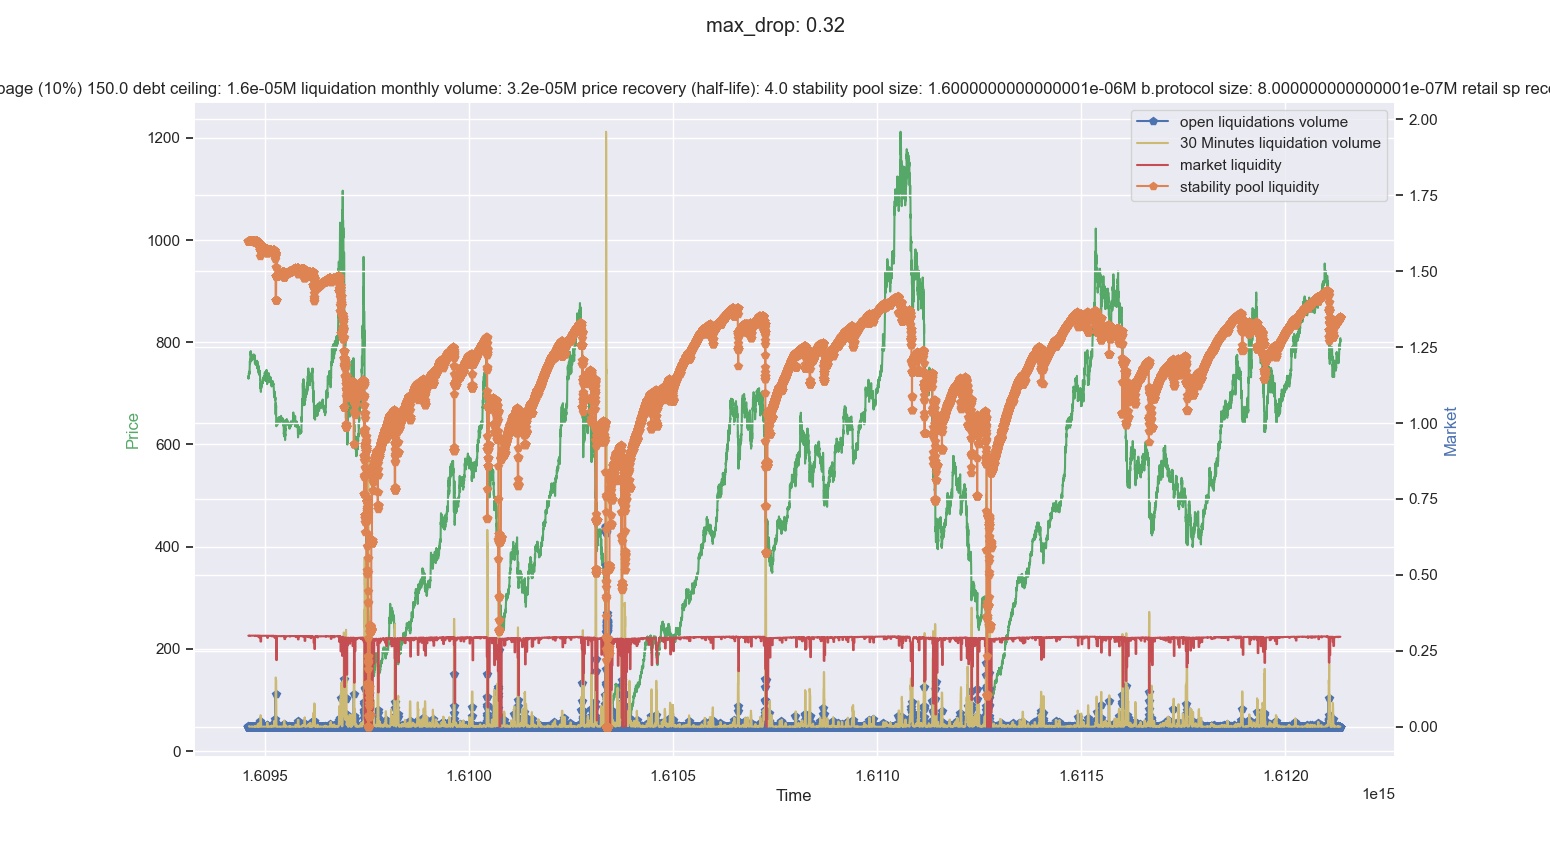 max_drop: 0.32
page (10%) 150.0 debt ceiling: 1.6e-05M liquidation monthly volume: 3.2e-05M price recovery (half-life): 4.0 stability pool size: 1.6000000000000001e-06M b.protocol size: 8.000000000000001e-07M retail sp reco
open liquidations volume
30 Minutes liquidation volume
market liquidity
stability pool liquidity
1200
1000
800
600
400
200
0
Price
2.00
1.75
1.50
1.25
1.00
0.75
0.50
0.25
0.00
Market
1.6095 1.6100 1.6105 1.6110 1.6115 1.6120
Time
1e15